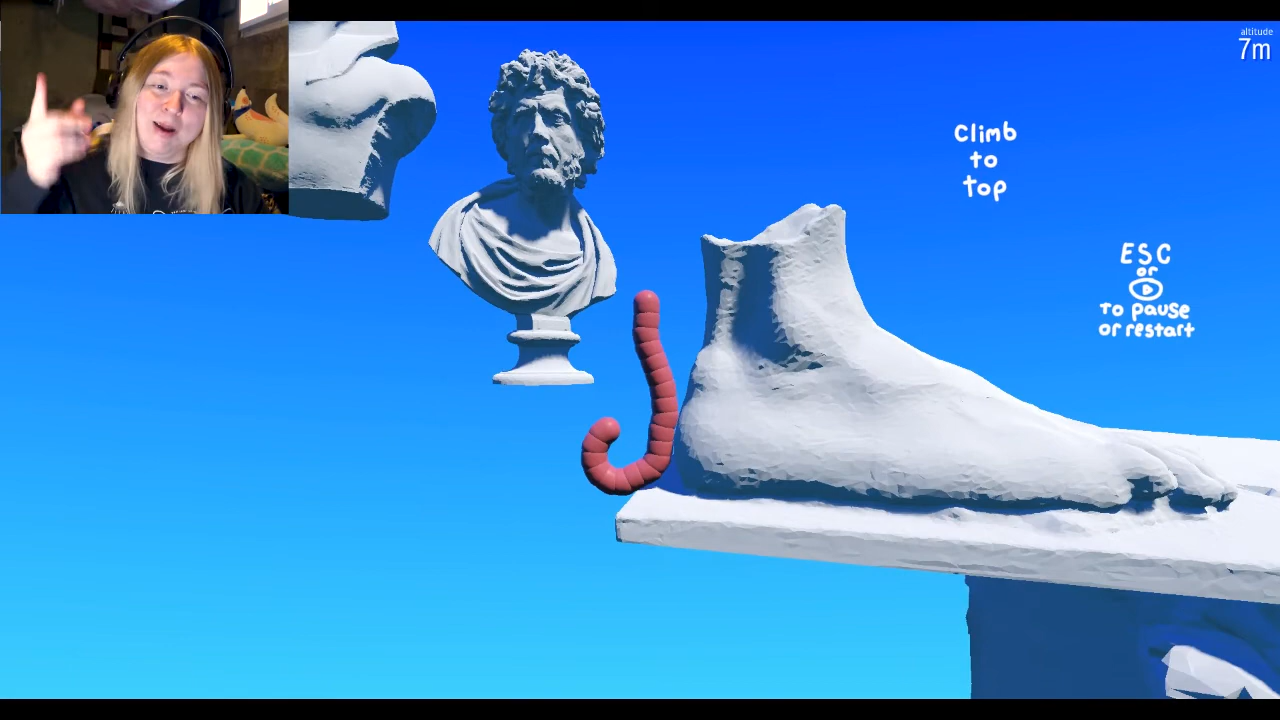 altitude
7m
Climb
to
top
ESC
or
to pause
or restart